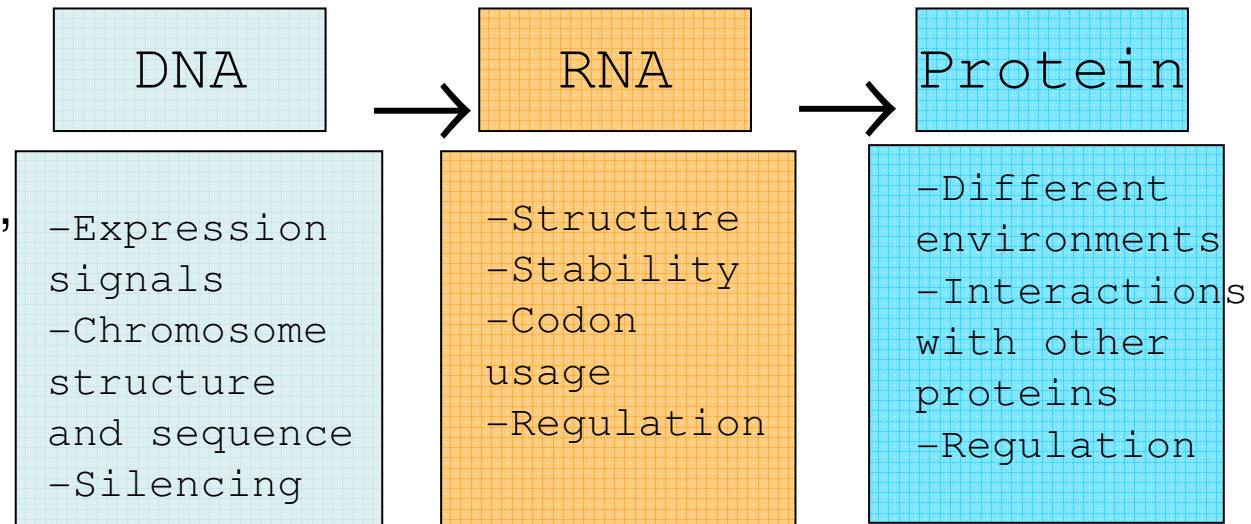 DNA
RNA
Protein
,
-Expression
signals
-Chromosome
structure
and sequence
-Silencing
-Structure
-Stability
-Codon
usage
-Regulation
-Different
environments
-Interactions
with other
proteins
-Regulation